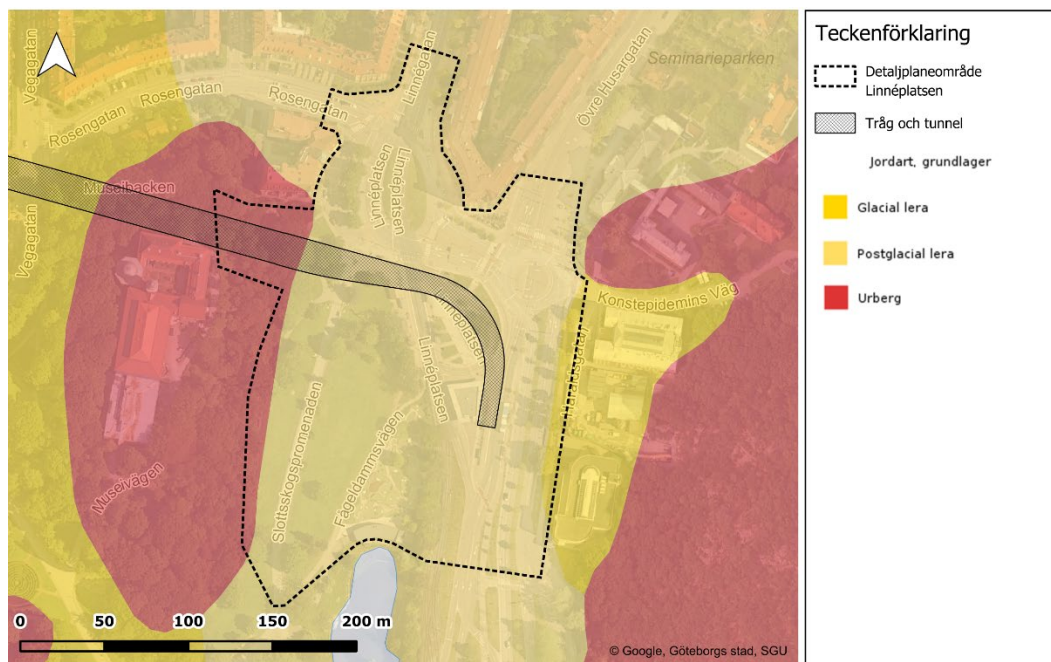 Vegagatan
Rosengatan
Rosengatan
Rosengatan
Linnégatan
Övre Husargatan
Seminarieparken
Linnéplatsen
Linnéplatsen
Museibacken
Vegagatan
Konstepidemins Väg
Linnéplatsen
Linnéplatsen
Slottsskogspromenaden
Fågeldammsvägen
Museivägen
0 50 100 150 200 m
© Google, Göteborgs stad, SGU
Teckenförklaring
Detaljplaneområde
Linnéplatsen
Tråg och tunnel
Jordart, grundlager
Glacial lera
Postglacial lera
Urberg